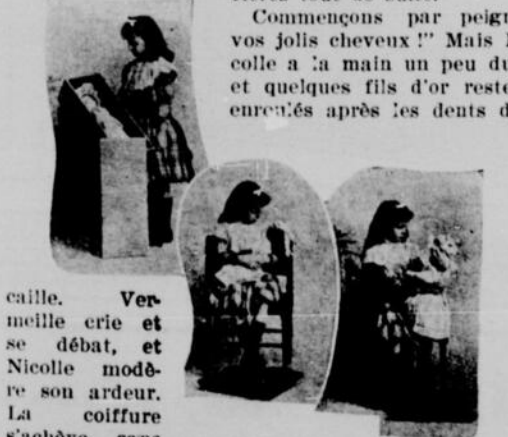 Commençons par peign
vos jolis cheveux !" Mais
colle a la main un peu du
et quelques fils d'or reste
enroulés après les dents d
caille. Ver-
meille crie et
se débat, et
Nicolle modè-
re son ardeur.
La coiffure